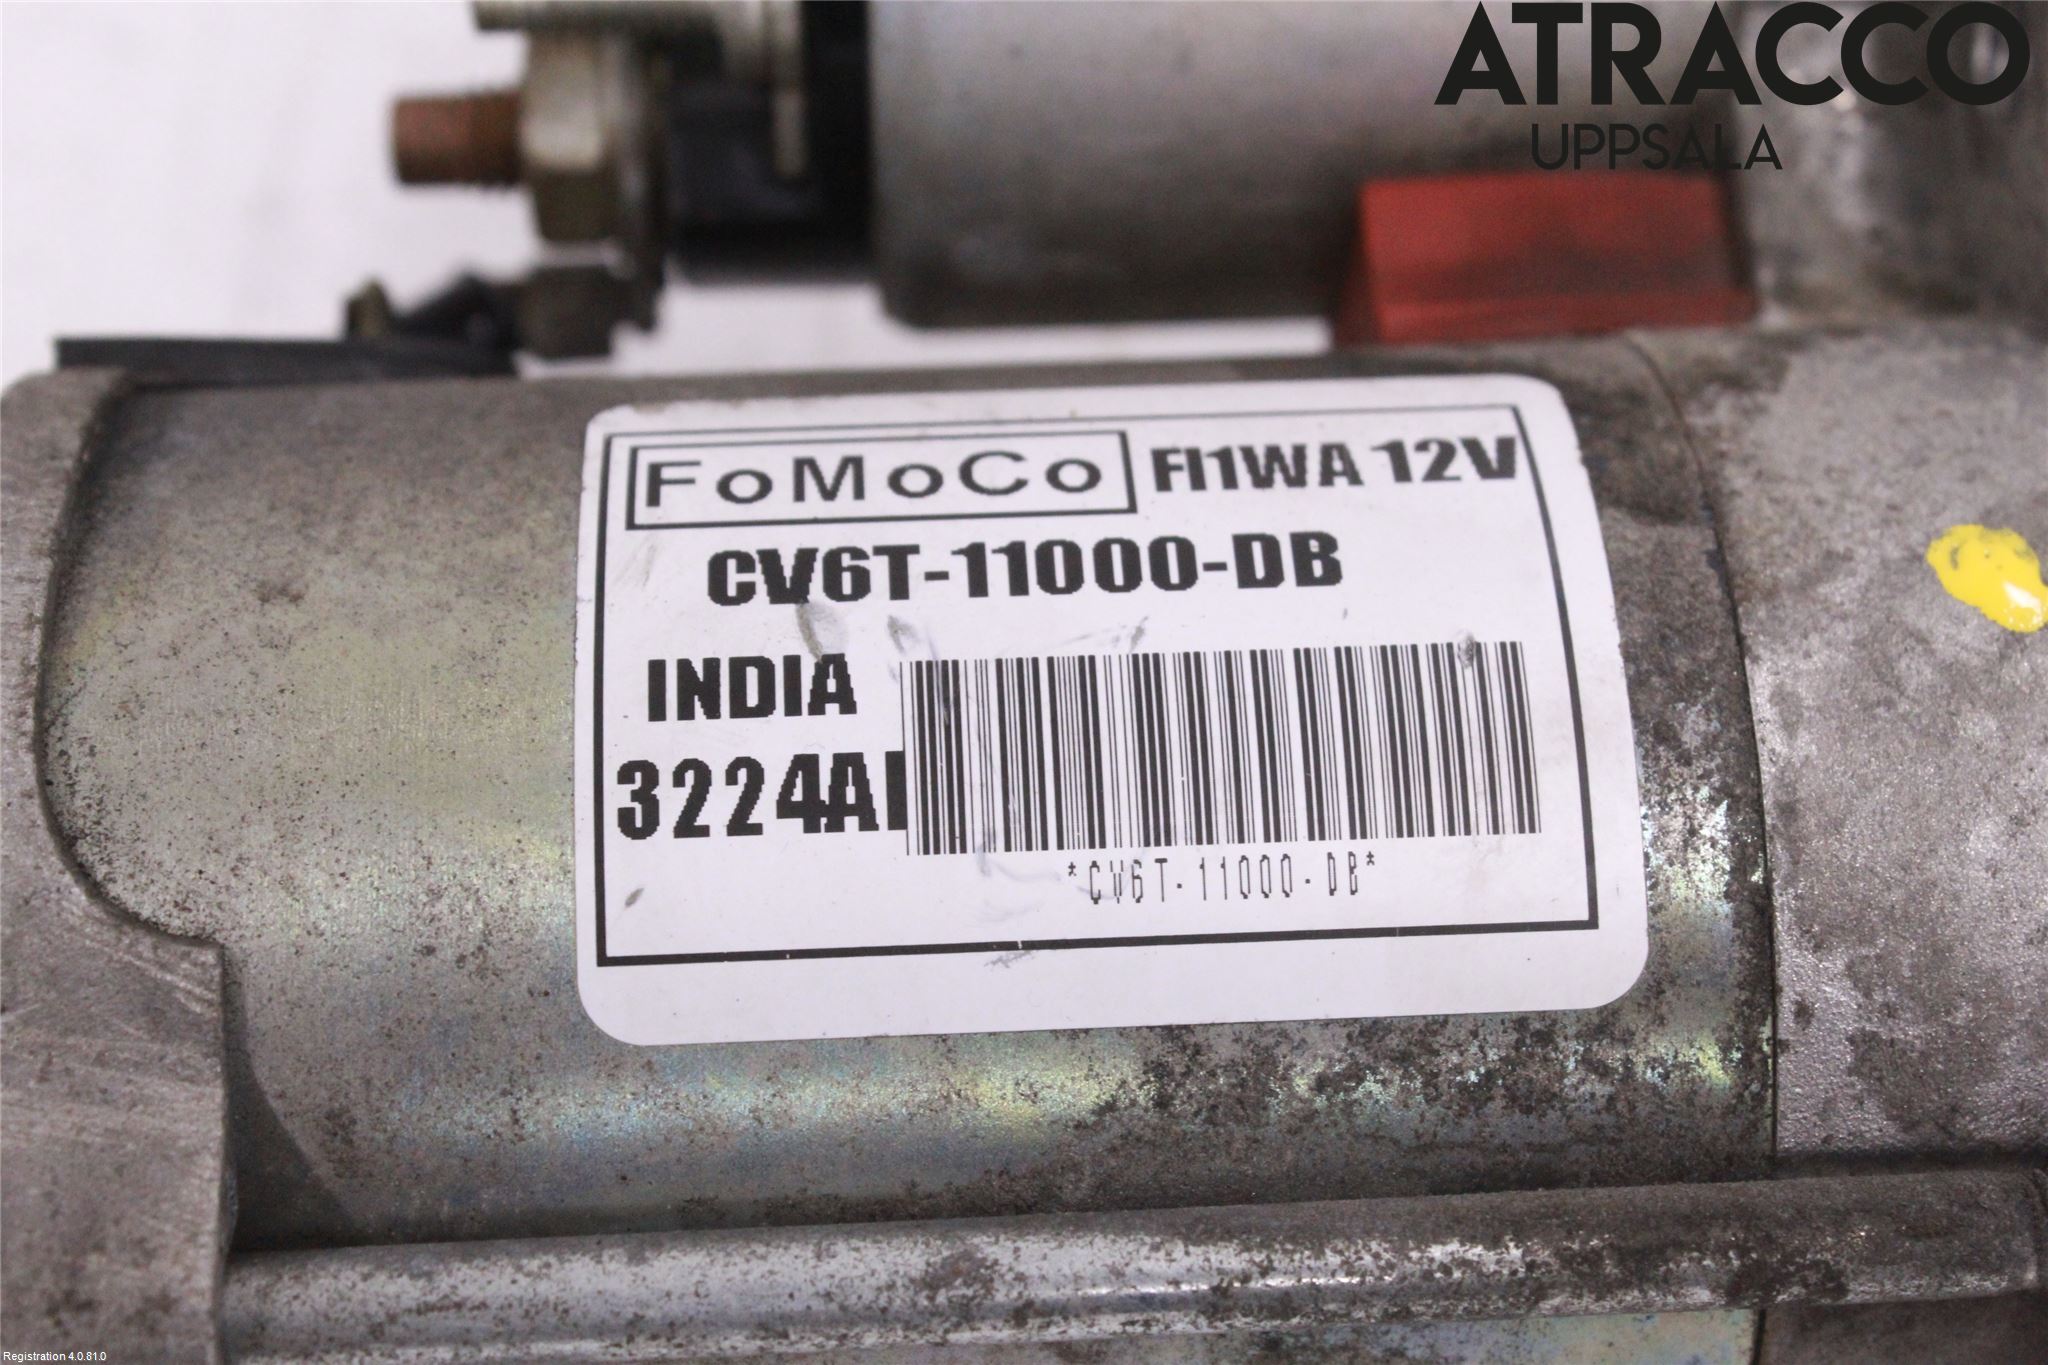 ATRACCO
UPPSALA
FoMoCo FI1WA 12V
CV6T-11000-DB
INDIA
3224AI
*CV6T-11000-DB*
Registration 4.0.81.0